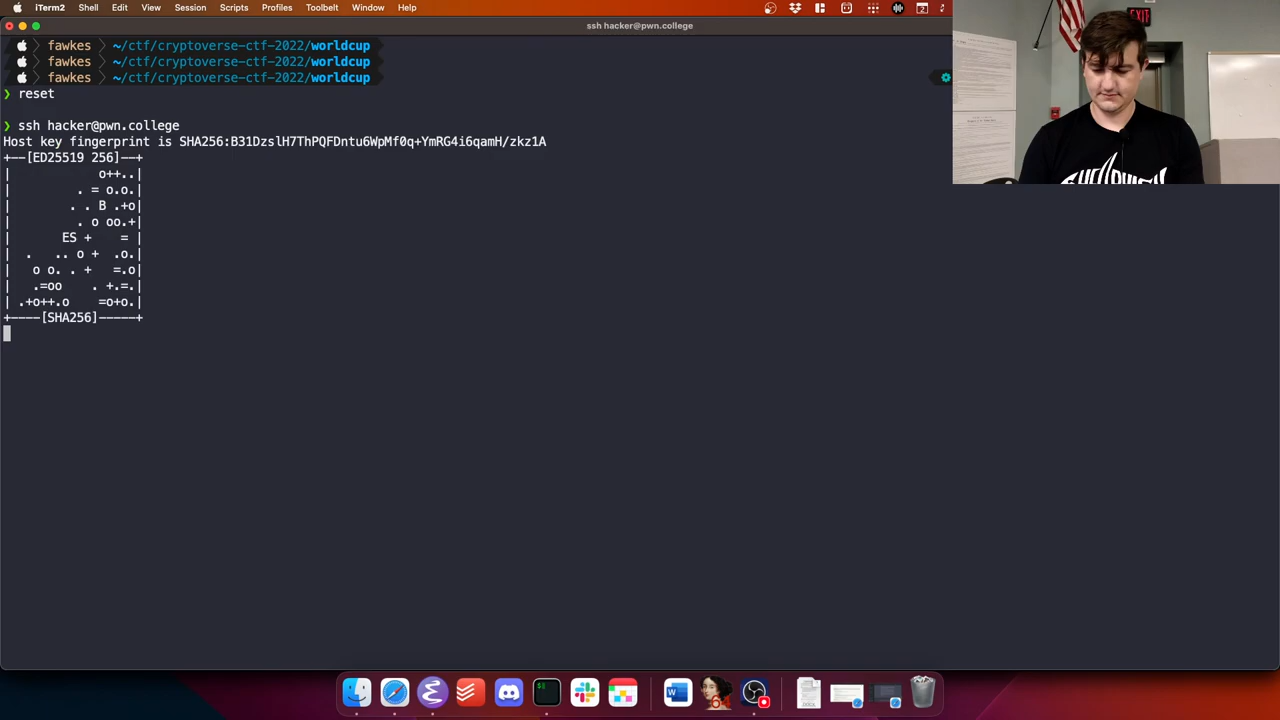 iTerm2 Shell Edit View Session Scripts Profiles Toolbelt Window Help
ssh hacker@pwn.college
fawkes ~/ctf/cryptoverse-ctf-2022/worldcup
fawkes ~/ctf/cryptoverse-ctf-2022/worldcup
fawkes ~/ctf/cryptoverse-ctf-2022/worldcup
❯ reset
❯ ssh hacker@pwn.college
Host key fingerprint is SHA256:B31DzslH7ThPQFDntu6WpMf0q+YmRG4i6qamH/zkz1A
+--[ED25519 256]--+
|                o++..|
|          . = o.o.|
|         . . B .+o|
|          . o oo.+|
|        ES +    = |
|  .   .. o +  .o.|
|   o o. . +   =.o|
|   .=oo    . +.=.|
| .+o++.o    =o+o.|
+----[SHA256]-----+
EXIT